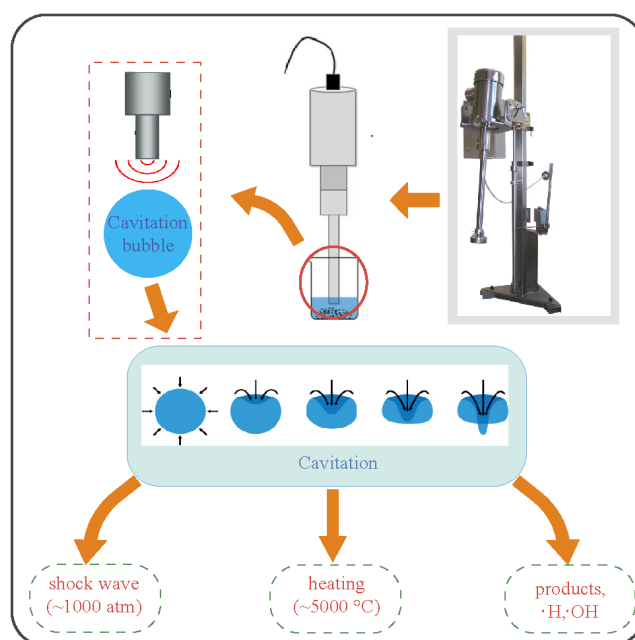 Cavitation
bubble
Cavitation
shock wave
(~1000 atm)
heating
(~5000 °C)
products,
·H,·OH